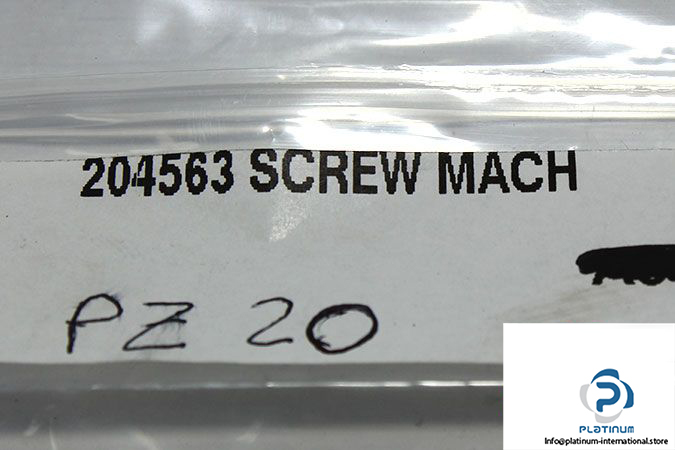 204563 SCREW MACH
PZ 20
PLATINUM
Info@platinum-international.store